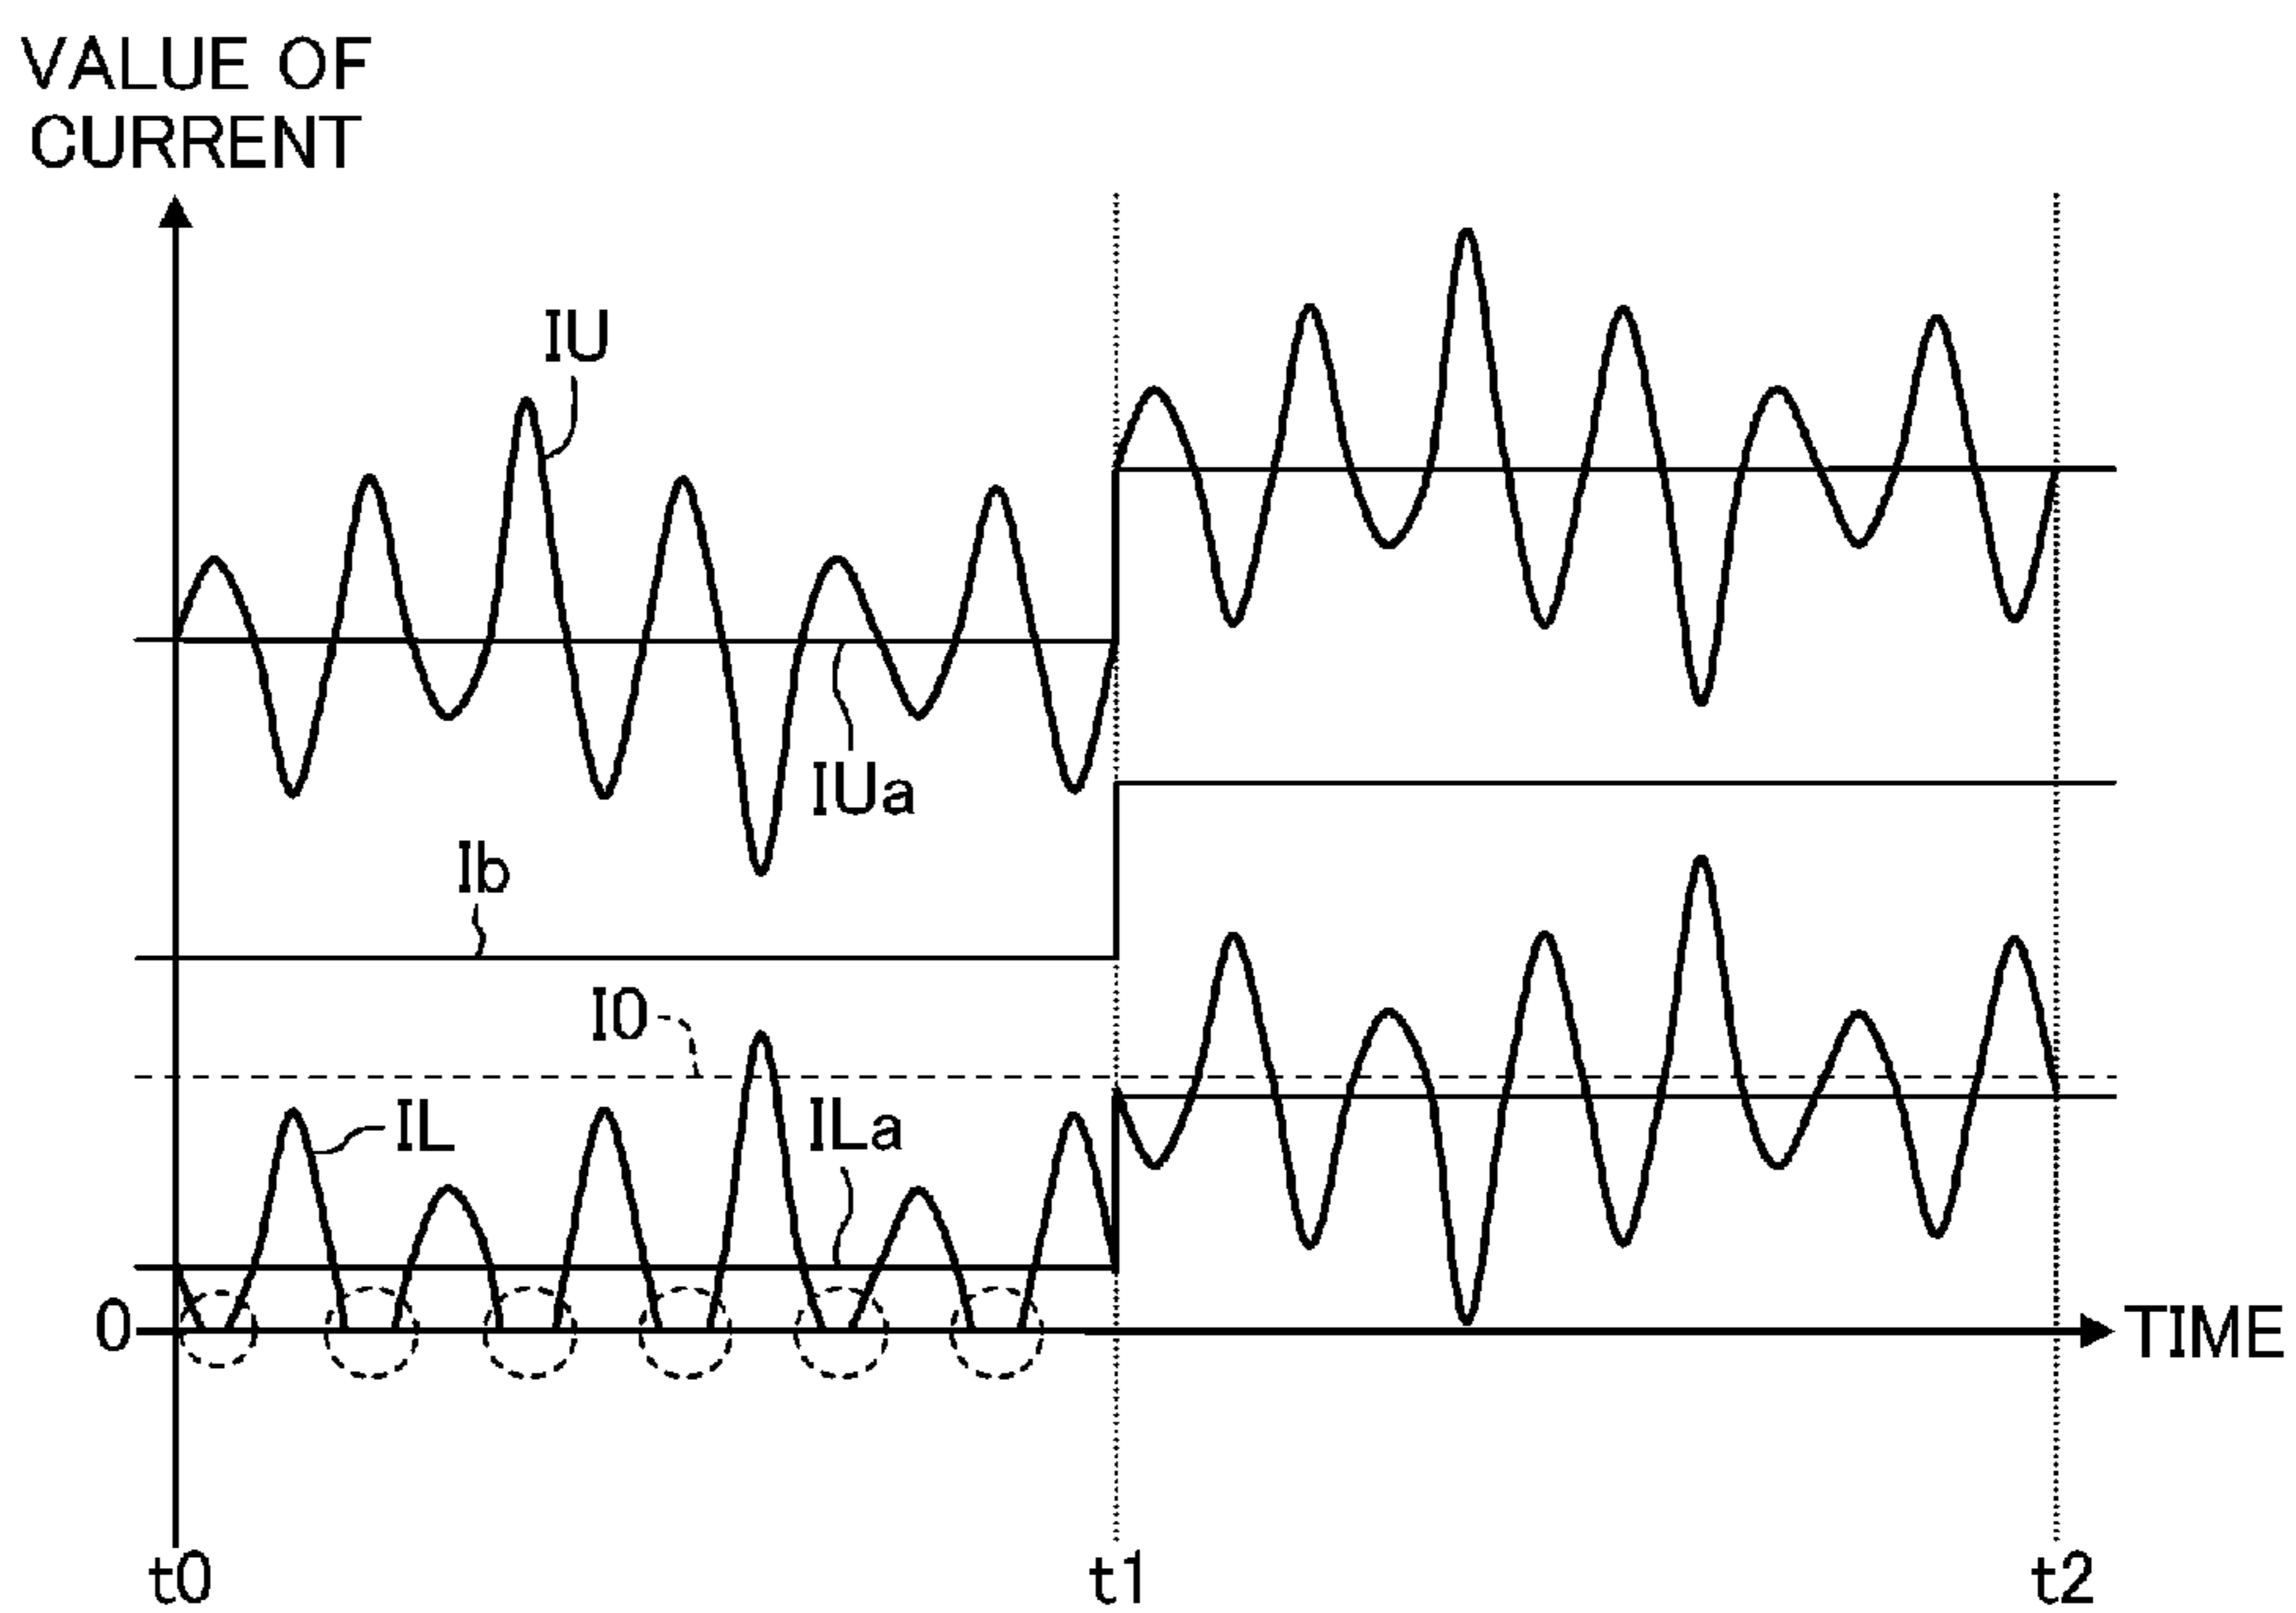 VALUE OF
CURRENT
IU
IUa
Ib
I0
IL
ILa
0
TIME
t0
t1
t2